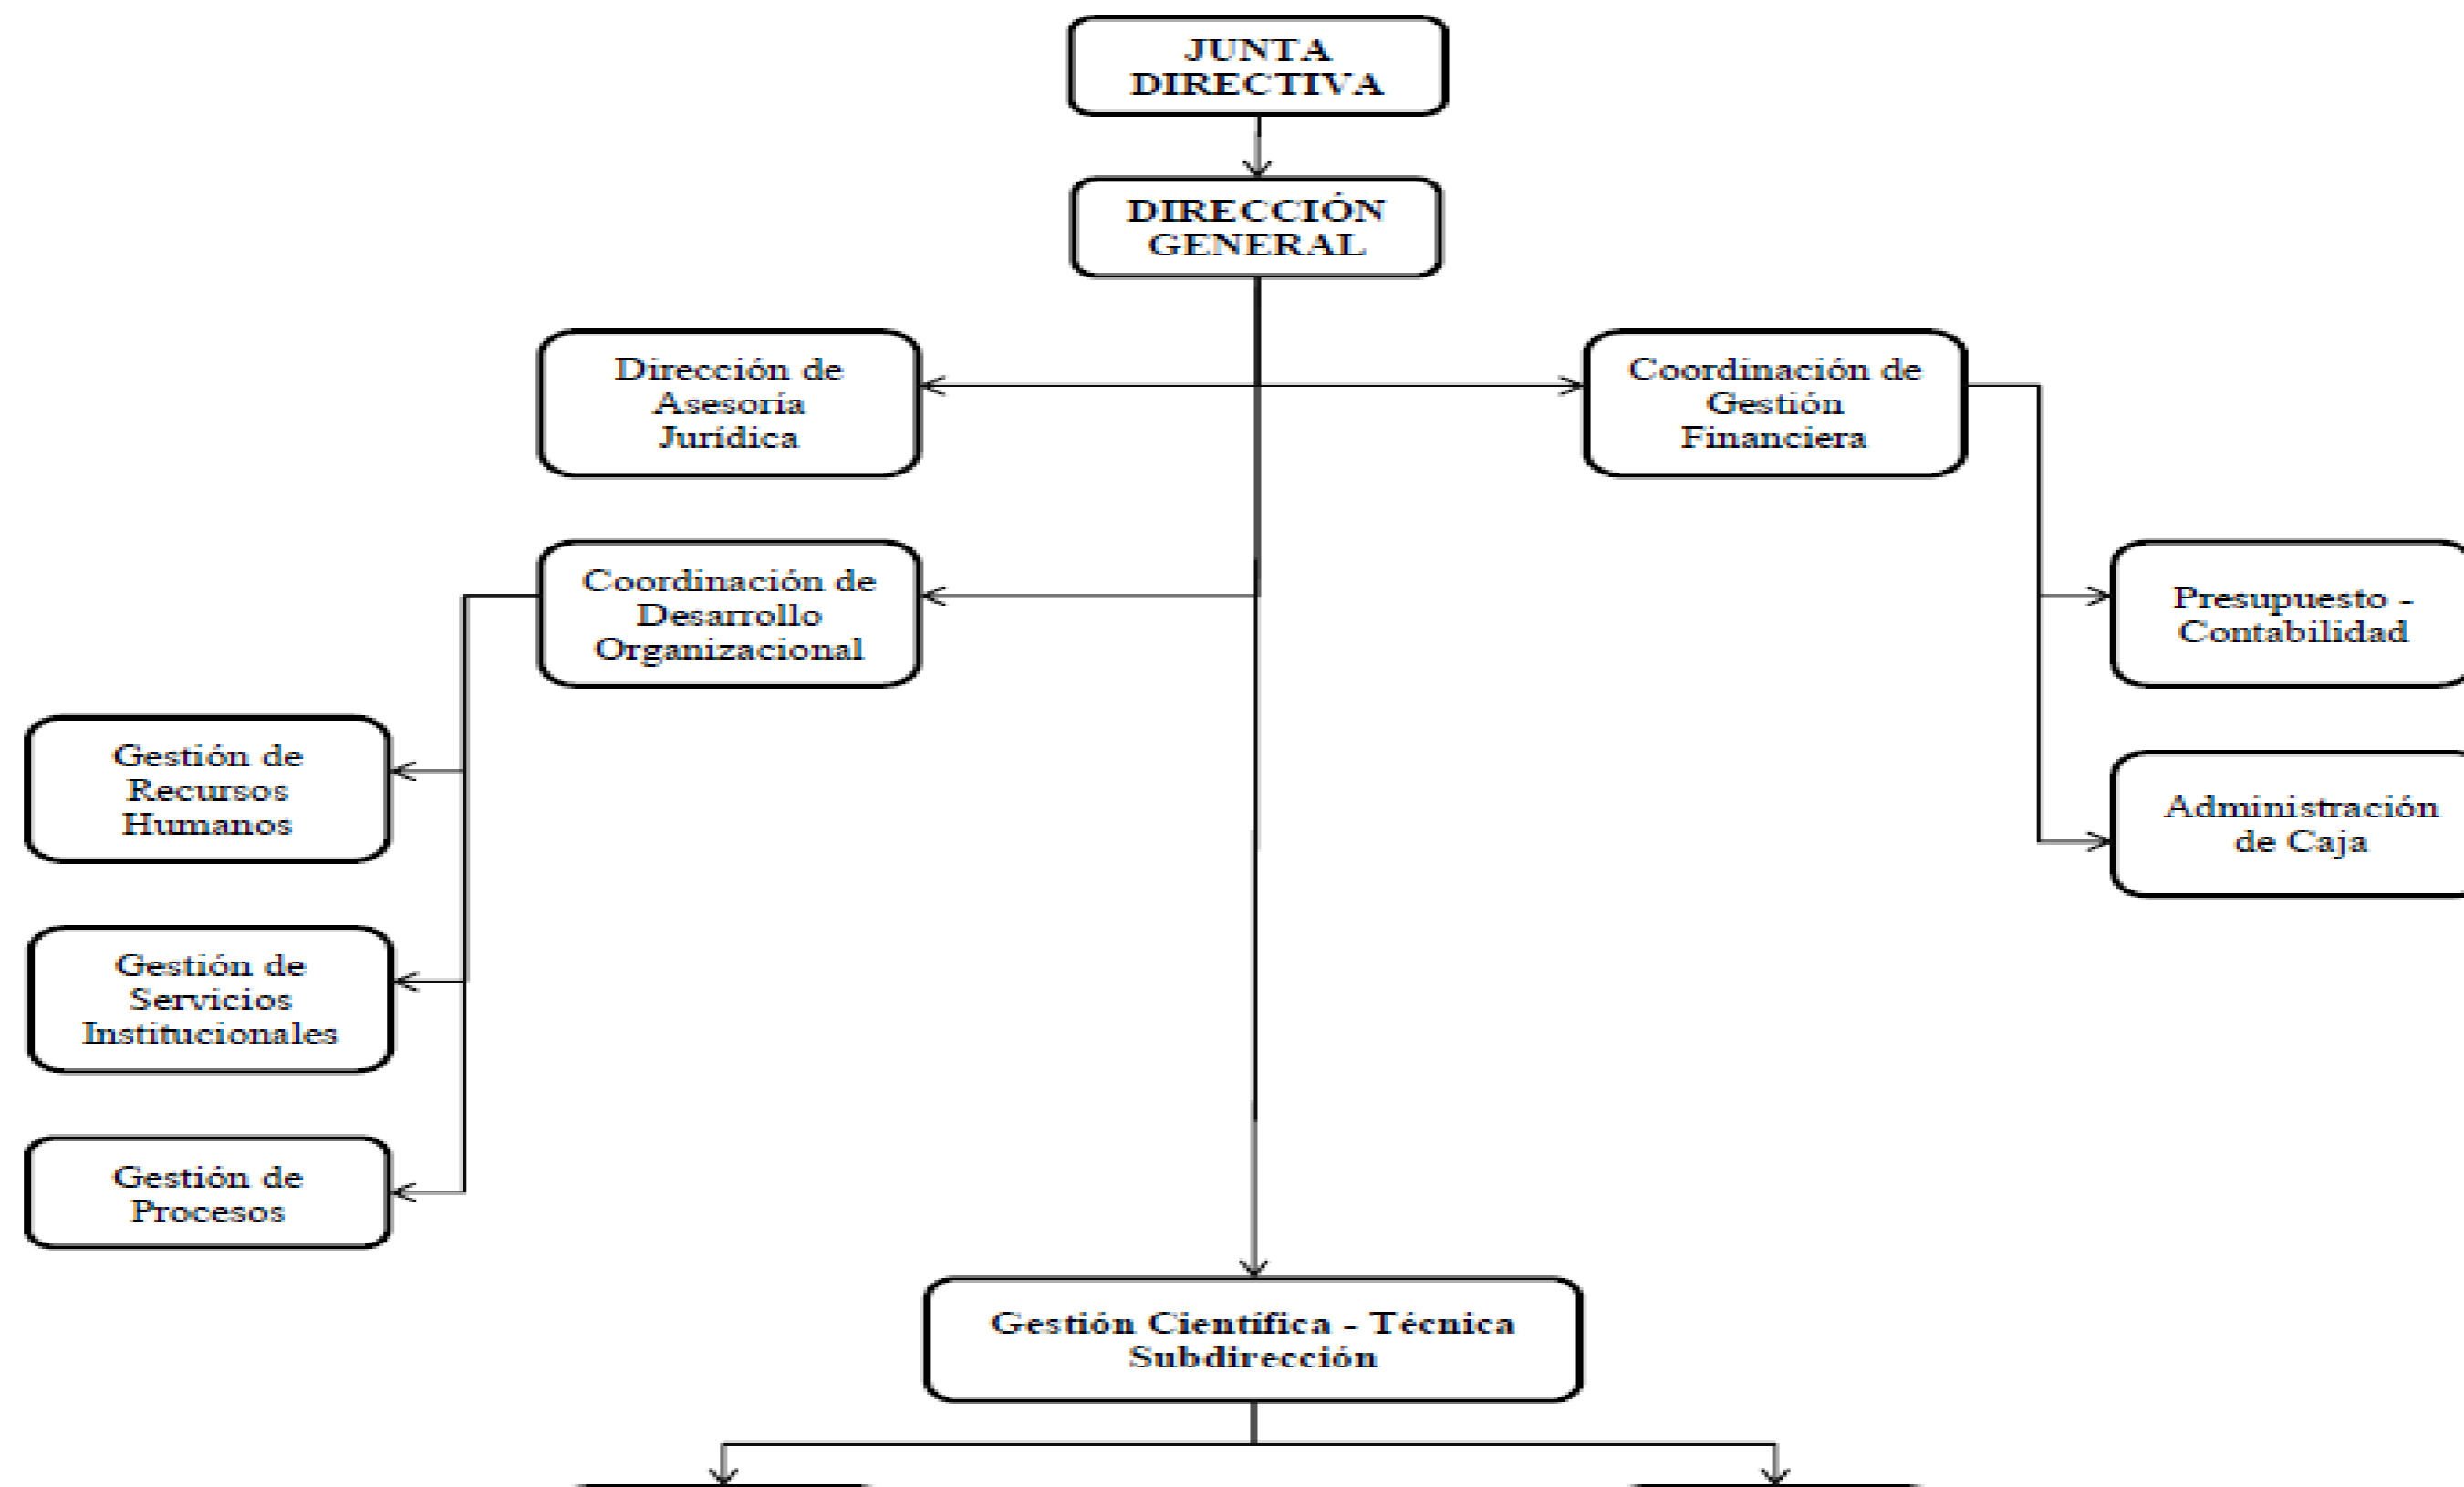 JUNTA
DIRECTIVA
DIRECCIÓN
GENERAL
Dirección de
Asesoría
Jurídica
Coordinación de
Gestión
Financiera
Coordinación de
Desarrollo
Organizacional
Presupuesto -
Contabilidad
Gestión de
Recursos
Humanos
Administración
de Caja
Gestión de
Servicios
Institucionales
Gestión de
Procesos
Gestión Científica - Técnica
Subdirección